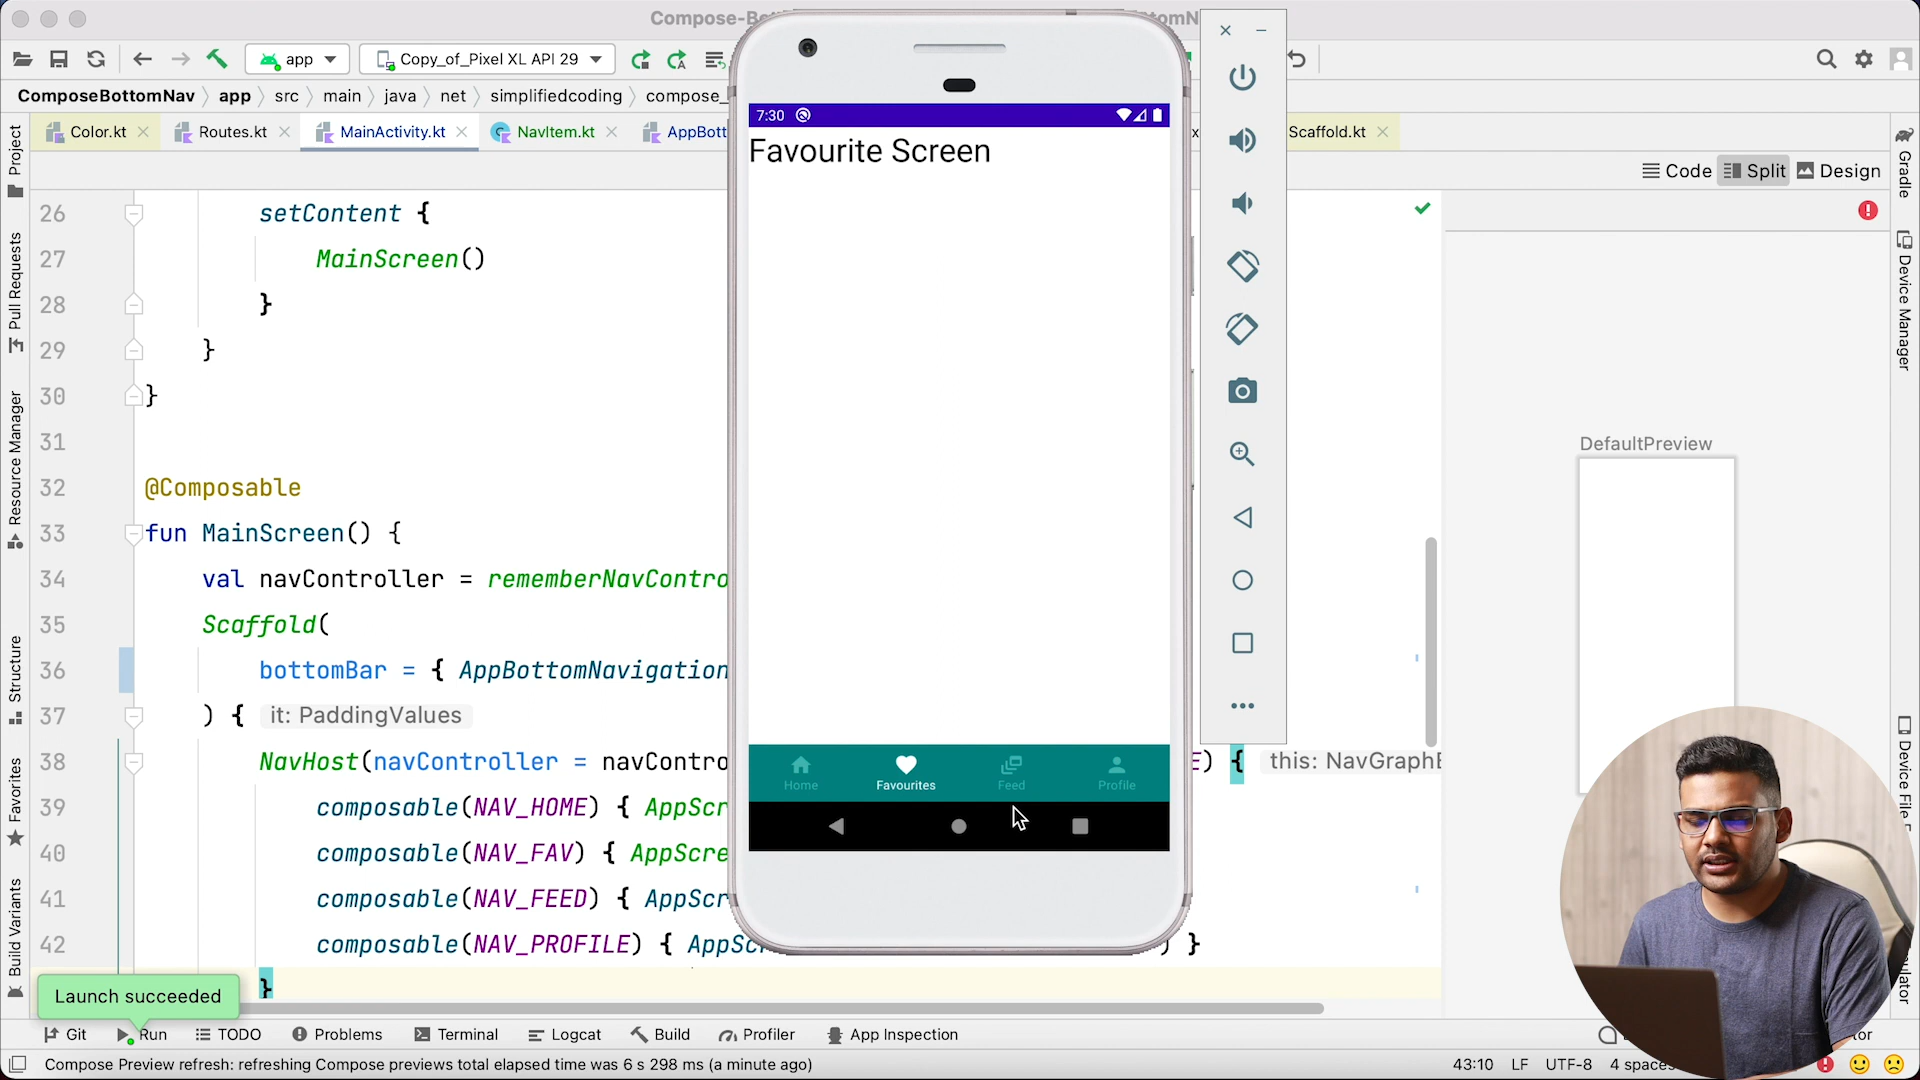 Compose-Bo
tomNa
app
Copy_of_Pixel XL API 29
ComposeBottomNav
app
src
main
java
net
simplifiedcoding
compose_
Color.kt
Routes.kt
MainActivity.kt
NavItem.kt
AppBott
Scaffold.kt
Code
Split
Design
Project
Pull Requests
Resource Manager
Structure
Favorites
Build Variants
Gradle
Device Manager
26 setContent {
27 MainScreen()
28 }
29 }
30 }
31
32 @Composable
33 fun MainScreen() {
34 val navController = rememberNavContro
35 Scaffold(
36 bottomBar = { AppBottomNavigation
37 ) { it: PaddingValues
38 NavHost(navController = navContro E) { this: NavGraphB
39 composable(NAV_HOME) { AppScr
40 composable(NAV_FAV) { AppScre
41 composable(NAV_FEED) { AppScr
42 composable(NAV_PROFILE) { AppSc ) }
}
7:30
Favourite Screen
Home
Favourites
Feed
Profile
DefaultPreview
Launch succeeded
Git
Run
TODO
Problems
Terminal
Logcat
Build
Profiler
App Inspection
Compose Preview refresh: refreshing Compose previews total elapsed time was 6 s 298 ms (a minute ago)
43:10
LF
UTF-8
4 spaces